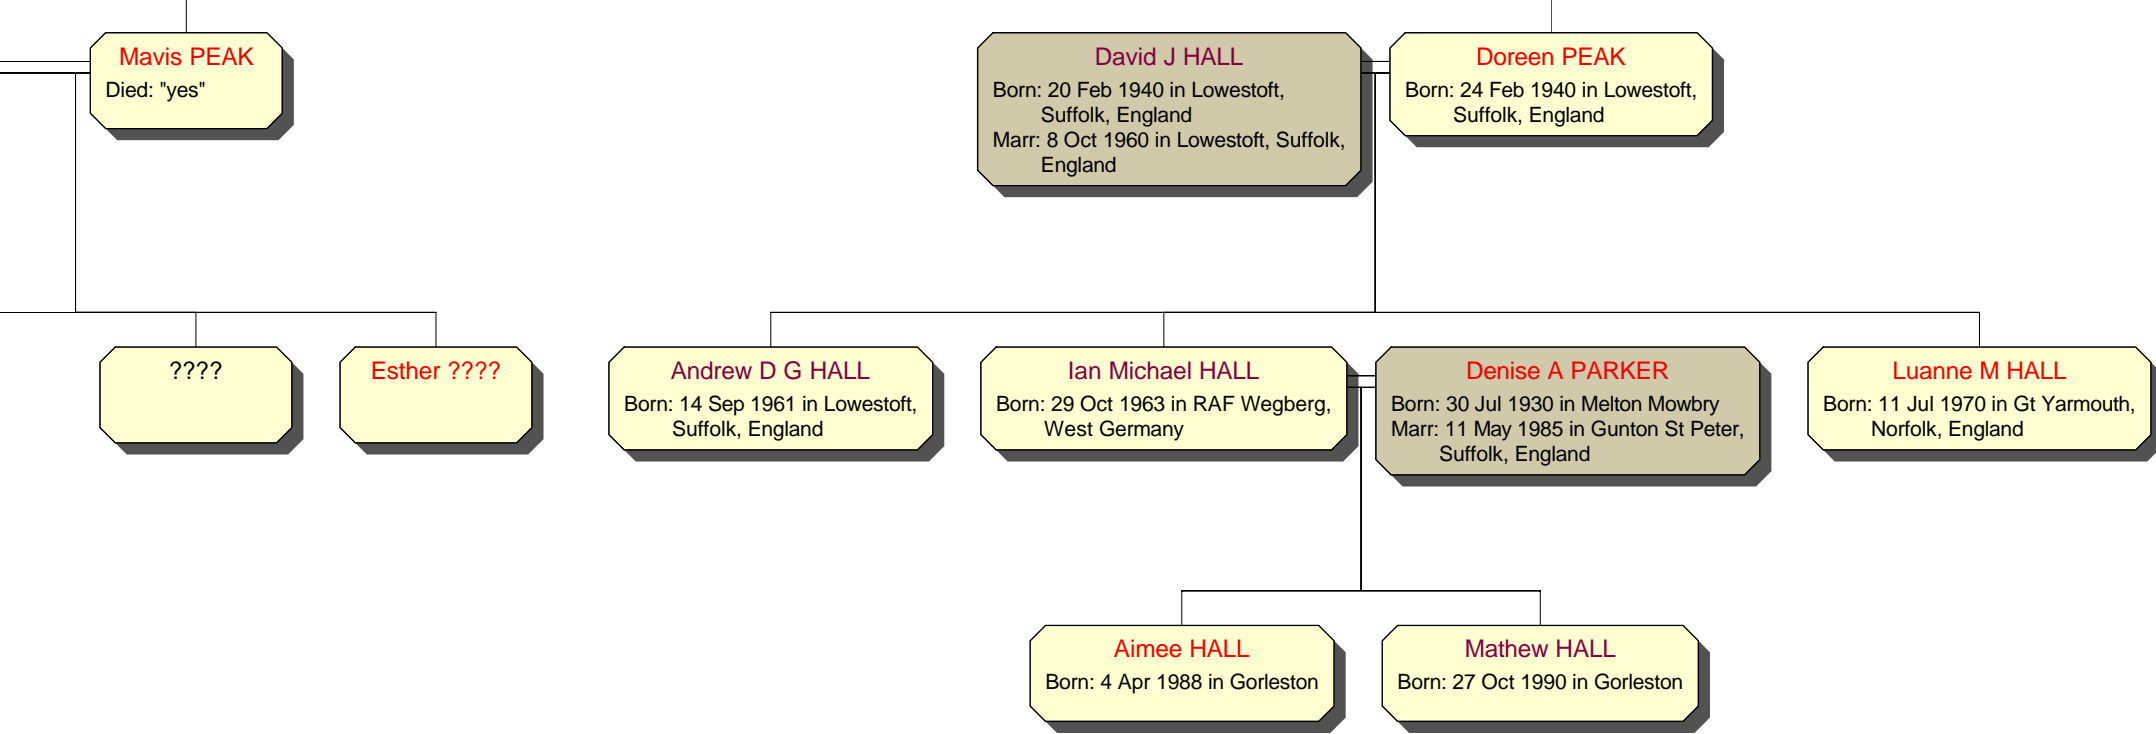 Mavis PEAK
Died: "yes"
David J HALL
Born: 20 Feb 1940 in Lowestoft,
Suffolk, England
Marr: 8 Oct 1960 in Lowestoft, Suffolk,
England
Doreen PEAK
Born: 24 Feb 1940 in Lowestoft,
Suffolk, England
????
Esther ????
Andrew D G HALL
Born: 14 Sep 1961 in Lowestoft,
Suffolk, England
Ian Michael HALL
Born: 29 Oct 1963 in RAF Wegberg,
West Germany
Denise A PARKER
Born: 30 Jul 1930 in Melton Mowbry
Marr: 11 May 1985 in Gunton St Peter,
Suffolk, England
Luanne M HALL
Born: 11 Jul 1970 in Gt Yarmouth,
Norfolk, England
Aimee HALL
Born: 4 Apr 1988 in Gorleston
Mathew HALL
Born: 27 Oct 1990 in Gorleston